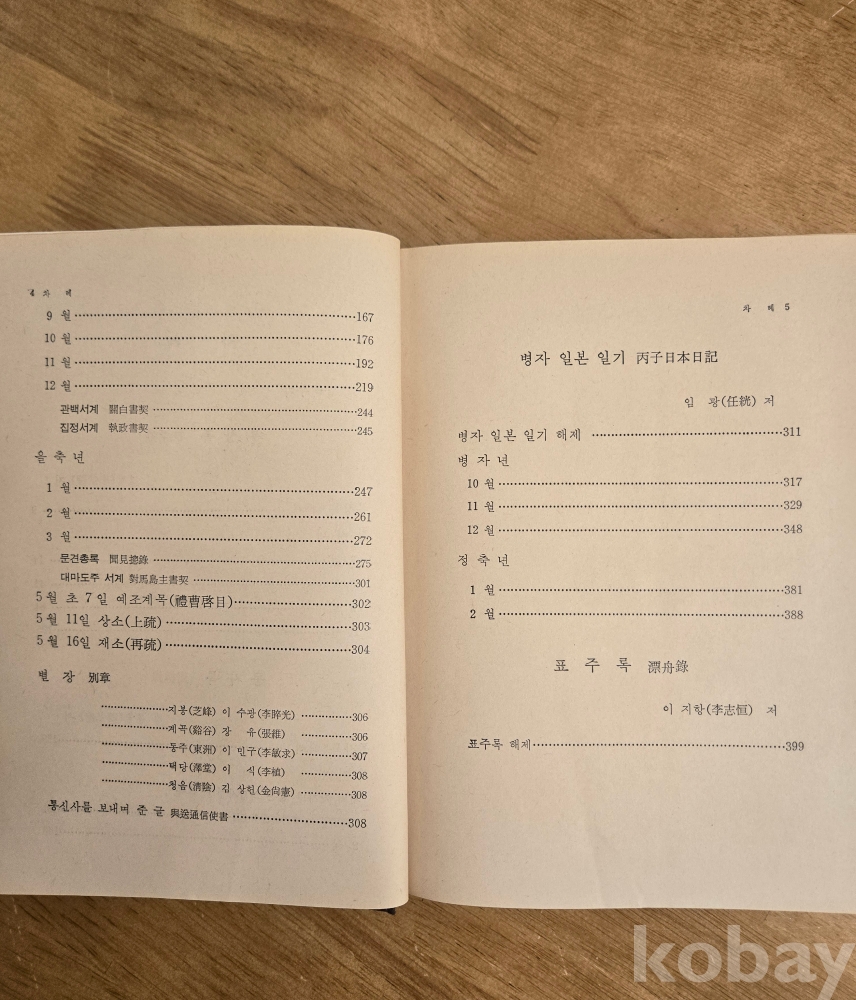 4 차 례
9 월 ········ 167
10 월 ········ 176
11 월 ········ 192
12 월 ········ 219
관백서계 關白書契 ········ 244
집정서계 執政書契 ········ 245
을 축 년
1 월 ········ 247
2 월 ········ 261
3 월 ········ 272
문견총록 聞見摠錄 ········ 275
대마도주 서계 對馬島主書契 ········ 301
5 월 초 7 일 예조계목(禮曹啓目) ········ 302
5 월 11일 상소(上疏) ········ 303
5 월 16일 재소(再疏) ········ 304
별 장 別章
········ 지봉(芝峰) 이 수광(李睟光) ········ 306
········ 계곡(谿谷) 장 유(張維) ········ 306
········ 동주(東洲) 이 민구(李敏求) ········ 307
········ 택당(澤堂) 이 식(李植) ········ 308
········ 청음(清陰) 김 상헌(金尙憲) ········ 308
통신사를 보내며 준 글 與送通信使書 ········ 308
차 례 5
병자 일본 일기 丙子日本日記
임 광(任絖) 저
병자 일본 일기 해제 ········ 311
병 자 년
10 월 ········ 317
11 월 ········ 329
12 월 ········ 348
정 축 년
1 월 ········ 381
2 월 ········ 388
표 주 록 漂舟錄
이 지항(李志恒) 저
표주록 해제 ········ 399
kobay